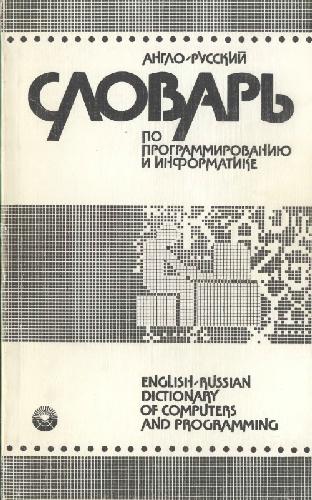 АНГЛО-РУССКИЙ
СЛОВАРЬ
ПО
ПРОГРАММИРОВАНИЮ
И ИНФОРМАТИКЕ
ENGLISH-RUSSIAN
DICTIONARY
OF COMPUTERS
AND PROGRAMMING